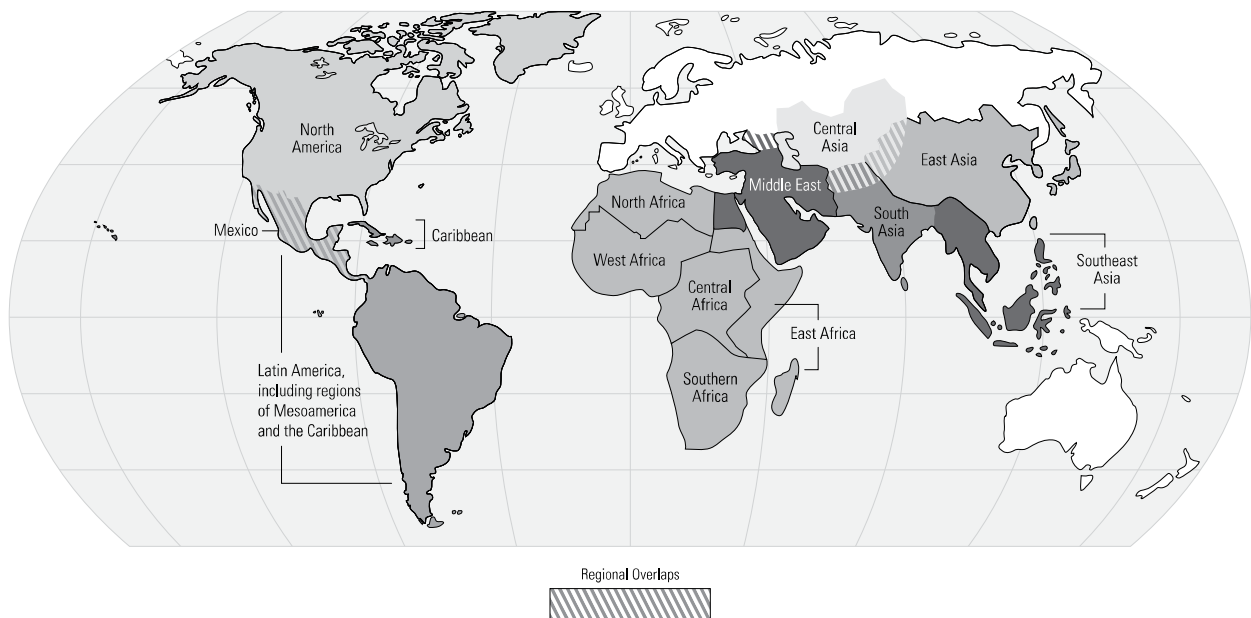 North
America
Mexico
Caribbean
Latin America,
including regions
of Mesoamerica
and the Caribbean
North Africa
West Africa
Central
Africa
East Africa
Southern
Africa
Middle East
Central
Asia
East Asia
South
Asia
Southeast
Asia
Regional Overlaps